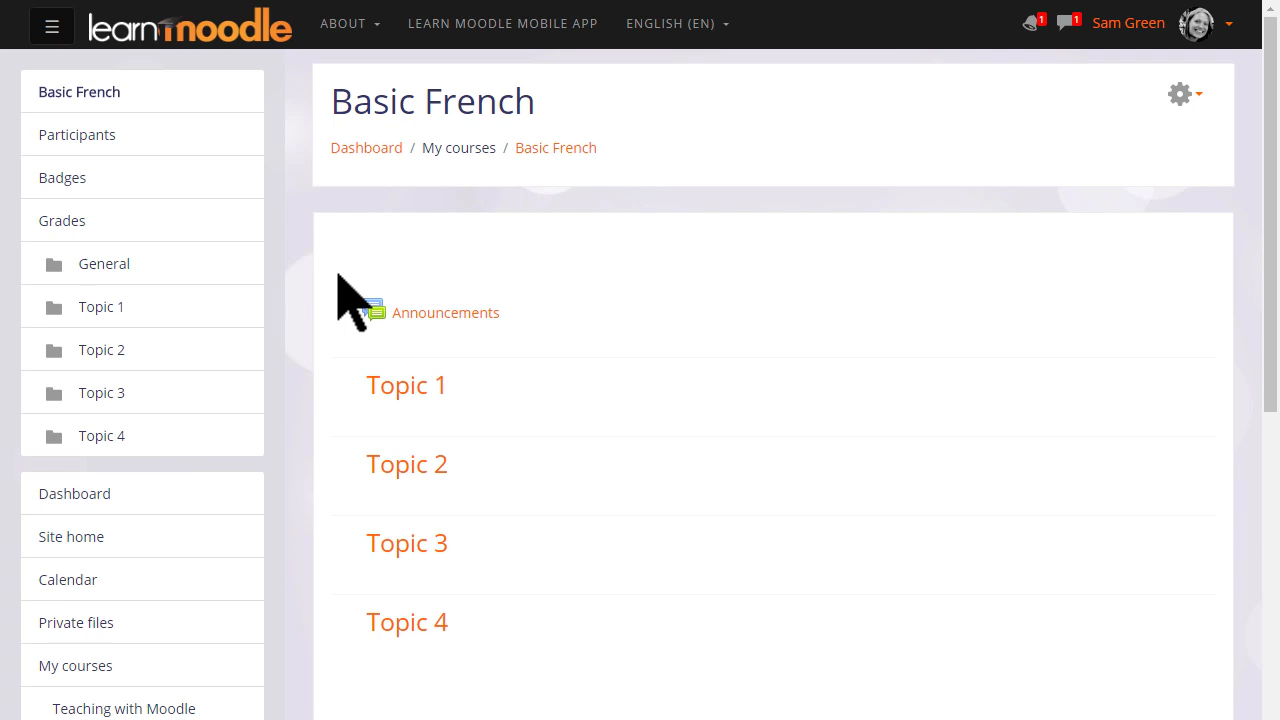 learn moodle ABOUT LEARN MOODLE MOBILE APP ENGLISH (EN) 1 1 Sam Green
Basic French
Participants
Badges
Grades
General
Topic 1
Topic 2
Topic 3
Topic 4
Dashboard
Site home
Calendar
Private files
My courses
Teaching with Moodle
Basic French
Dashboard / My courses / Basic French
Announcements
Topic 1
Topic 2
Topic 3
Topic 4